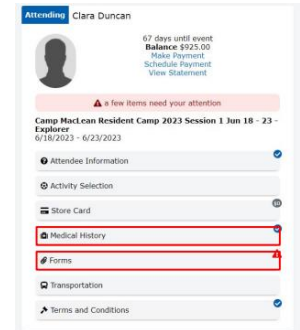 Attending Clara Duncan
67 days until event
Balance $925.00
Make Payment
Schedule Payment
View Statement
a few items need your attention
Camp MacLean Resident Camp 2023 Session 1 Jun 18 - 23 -
Explorer
6/18/2023 - 6/23/2023
Attendee Information
Activity Selection
Store Card
Medical History
Forms
Transportation
Terms and Conditions